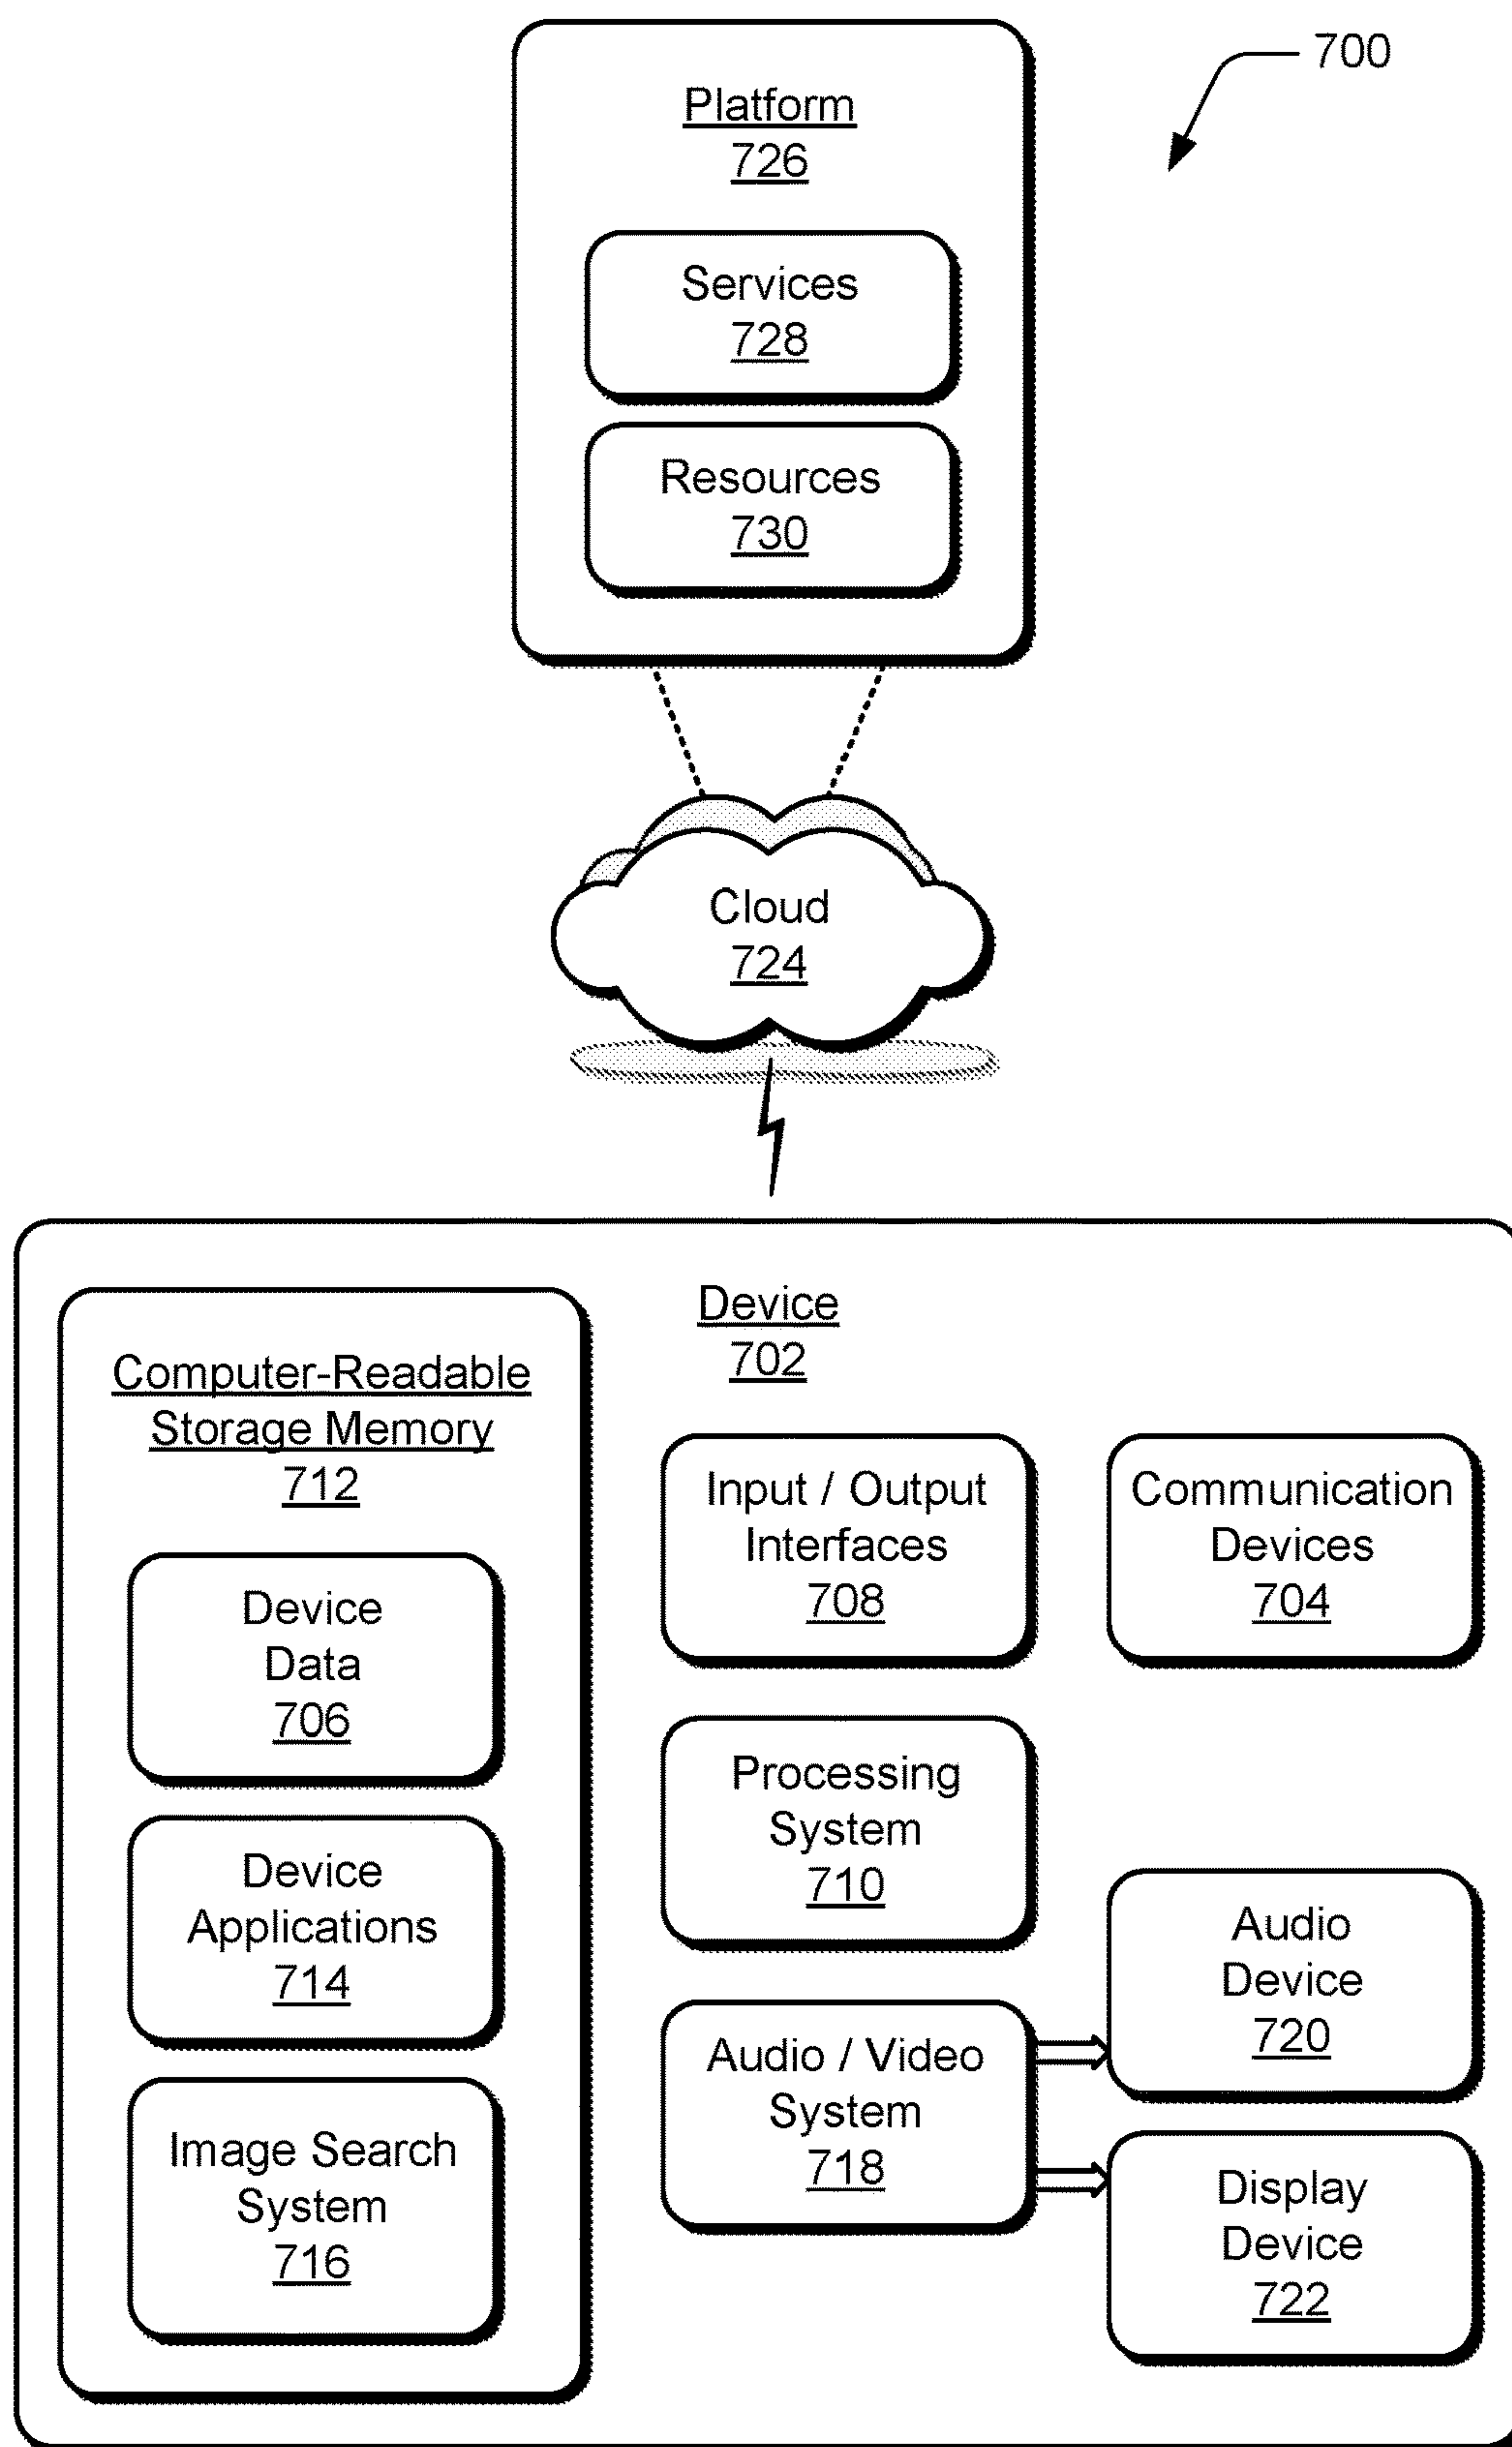 700
Platform
726
Services
728
Resources
730
Cloud
724
Device
702
Computer-Readable
Storage Memory
712
Device
Data
706
Device
Applications
714
Image Search
System
716
Input / Output
Interfaces
708
Communication
Devices
704
Processing
System
710
Audio / Video
System
718
Audio
Device
720
Display
Device
722